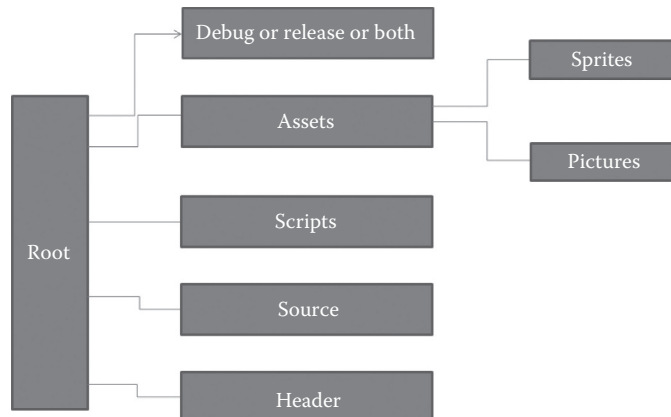 Debug or release or both
Sprites
Assets
Pictures
Scripts
Root
Source
Header